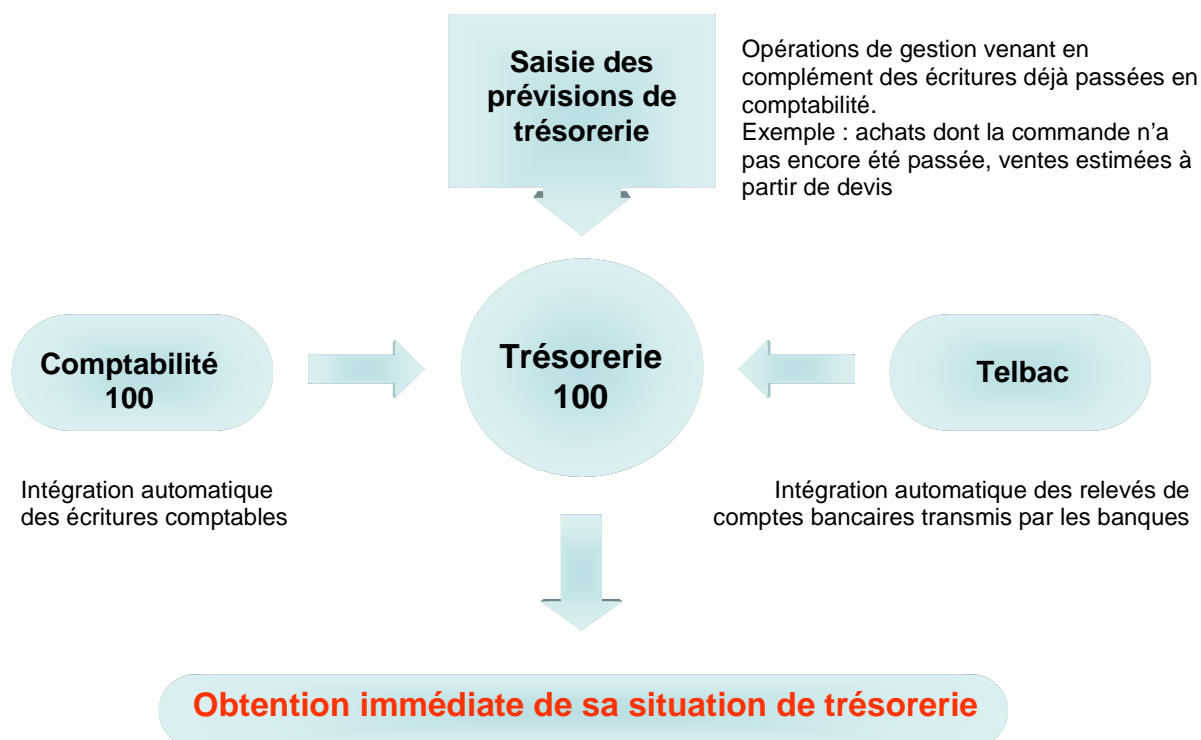 Saisie des
prévisions de
trésorerie
Opérations de gestion venant en
complément des écritures déjà passées en
comptabilité.
Exemple : achats dont la commande n'a
pas encore été passée, ventes estimées à
partir de devis
Comptabilité
100
Trésorerie
100
Telbac
Intégration automatique
des écritures comptables
Intégration automatique des relevés de
comptes bancaires transmis par les banques
Obtention immédiate de sa situation de trésorerie